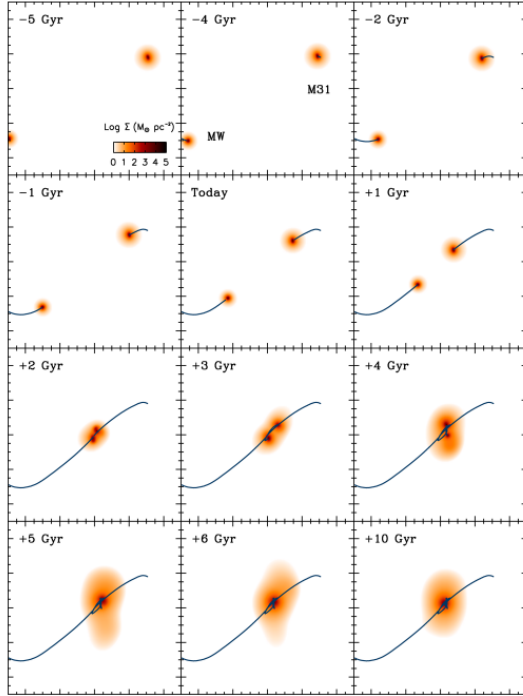 -5 Gyr
-4 Gyr
-2 Gyr
M31
Log Σ (M⊙ pc⁻²)
0 1 2 3 4 5
MW
-1 Gyr
Today
+1 Gyr
+2 Gyr
+3 Gyr
+4 Gyr
+5 Gyr
+6 Gyr
+10 Gyr